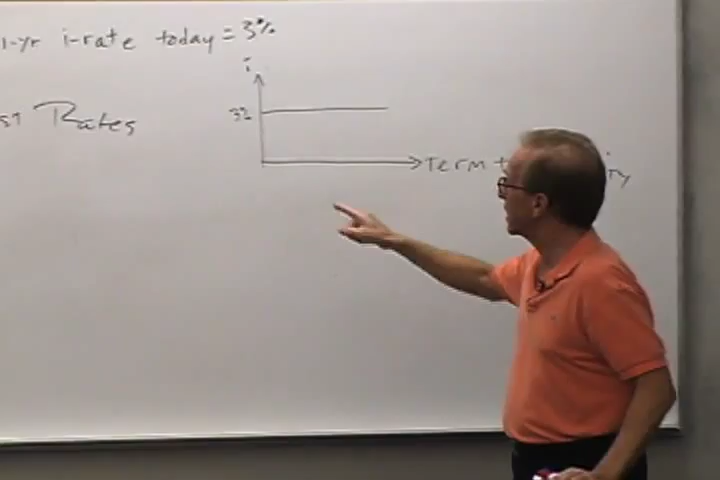 1-yr i-rate today = 3%
i
Rates
3%
Term